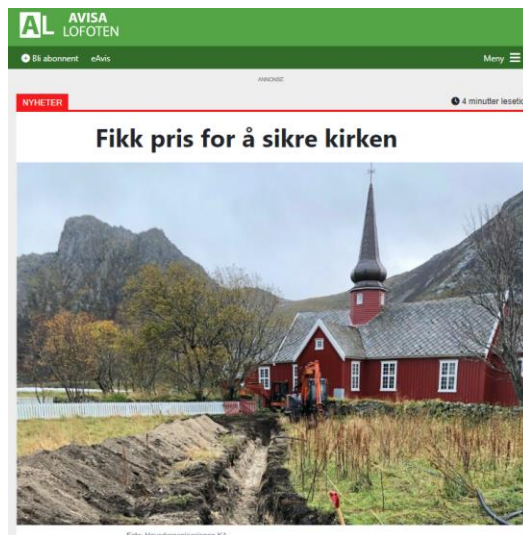 AL AVISA
LOFOTEN
Bli abonnent eAvis Meny
ANNONSE
NYHETER 4 minutter lesetid
Fikk pris for å sikre kirken